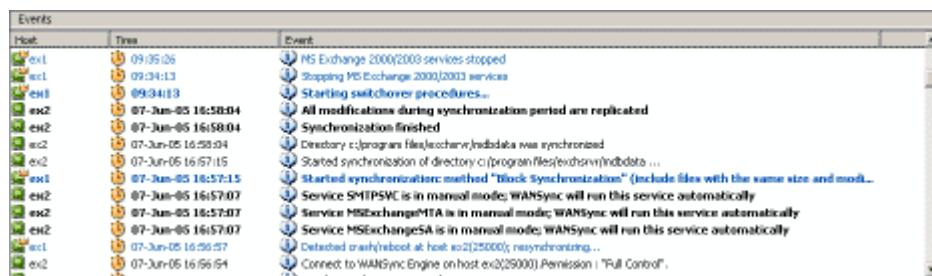 Events
Host Time Event
ex1 09:35:26 MS Exchange 2000/2003 services stopped
ex1 09:34:13 Stopping MS Exchange 2000/2003 services
ex1 09:34:13 Starting switchover procedures...
ex2 07-Jun-05 16:58:04 All modifications during synchronization period are replicated
ex2 07-Jun-05 16:58:04 Synchronization finished
ex2 07-Jun-05 16:58:04 Directory c:/program files/exchsrvr/mdbdata was synchronized
ex2 07-Jun-05 16:57:15 Started synchronization of directory c:/program files/exchsrvr/mdbdata ...
ex1 07-Jun-05 16:57:15 Started synchronization: method "Block Synchronization" (include files with the same size and modi...
ex2 07-Jun-05 16:57:07 Service SMTPSVC is in manual mode; WANSync will run this service automatically
ex2 07-Jun-05 16:57:07 Service MSExchangeMTA is in manual mode; WANSync will run this service automatically
ex2 07-Jun-05 16:57:07 Service MSExchangeSA is in manual mode; WANSync will run this service automatically
ex1 07-Jun-05 16:56:57 Detected crash/reboot at host ex2(25000); resynchronizing...
ex2 07-Jun-05 16:56:54 Connect to WANSync Engine on host ex2(25000).Permission : "Full Control".